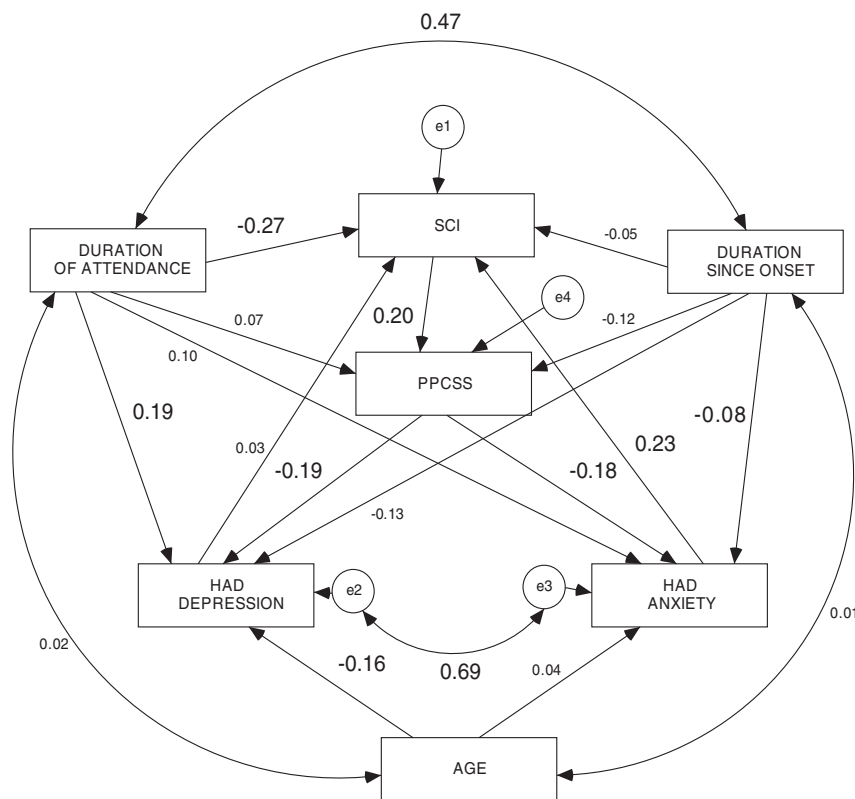 0.47
e1
-0.27
SCI
-0.05
DURATION
OF ATTENDANCE
DURATION
SINCE ONSET
e4
0.07
0.20
-0.12
0.10
PPCSS
0.19
-0.08
0.03
-0.19
-0.18
0.23
-0.13
HAD
DEPRESSION
e2
e3
HAD
ANXIETY
0.01
0.02
-0.16
0.69
0.04
AGE